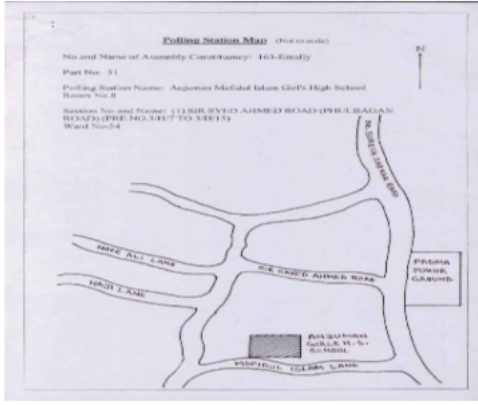 Polling Station Map (Not to scale)
No and Name of Assembly Constituency: 163-Entally
Part No: 31
Polling Station Name: Anjuman Mofidul Islam Girl's High School
Room No.8
Section No and Name: (1) SIR SYED AHMED ROAD (PHULBAGAN
ROAD) (PRE.NO 3/H/7 TO 3/H/15)
Ward No-54
N
DR. SURESH SARKAR ROAD
NOOR ALI LANE
HAZI LANE
SIR SAYED AHMED ROAD
PADMA
PUKUR
GROUND
ANJUMAN
GIRLS H.S.
SCHOOL
MOFIDUL ISLAM LANE